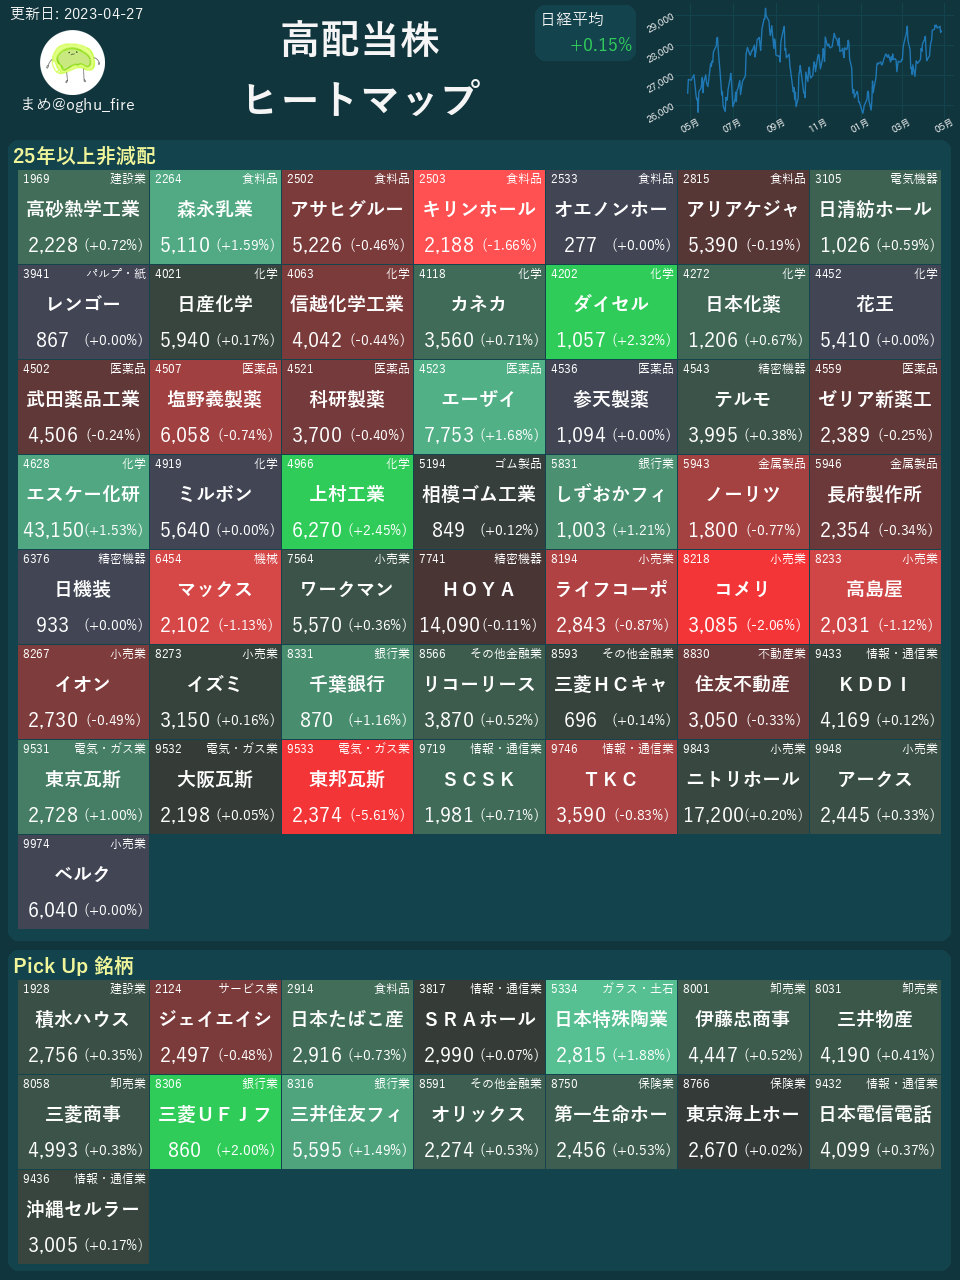 更新日: 2023-04-27
まめ@oghu_fire
高配当株
ヒートマップ
日経平均
+0.15%
29,000
28,000
27,000
26,000
05月 07月 09月 11月 01月 03月 05月
25年以上非減配
1969 建設業 2264 食料品 2502 食料品 2503 食料品 2533 食料品 2815 食料品 3105 電気機器
高砂熱学工業 森永乳業 アサヒグルー キリンホール オエノンホー アリアケジャ 日清紡ホール
2,228 (+0.72%) 5,110 (+1.59%) 5,226 (-0.46%) 2,188 (-1.66%) 277 (+0.00%) 5,390 (-0.19%) 1,026 (+0.59%)
3941 パルプ・紙 4021 化学 4063 化学 4118 化学 4202 化学 4272 化学 4452 化学
レンゴー 日産化学 信越化学工業 カネカ ダイセル 日本化薬 花王
867 (+0.00%) 5,940 (+0.17%) 4,042 (-0.44%) 3,560 (+0.71%) 1,057 (+2.32%) 1,206 (+0.67%) 5,410 (+0.00%)
4502 医薬品 4507 医薬品 4521 医薬品 4523 医薬品 4536 医薬品 4543 精密機器 4559 医薬品
武田薬品工業 塩野義製薬 科研製薬 エーザイ 参天製薬 テルモ ゼリア新薬工
4,506 (-0.24%) 6,058 (-0.74%) 3,700 (-0.40%) 7,753 (+1.68%) 1,094 (+0.00%) 3,995 (+0.38%) 2,389 (-0.25%)
4628 化学 4919 化学 4966 化学 5194 ゴム製品 5831 銀行業 5943 金属製品 5946 金属製品
エスケー化研 ミルボン 上村工業 相模ゴム工業 しずおかフィ ノーリツ 長府製作所
43,150(+1.53%) 5,640 (+0.00%) 6,270 (+2.45%) 849 (+0.12%) 1,003 (+1.21%) 1,800 (-0.77%) 2,354 (-0.34%)
6376 精密機器 6454 機械 7564 小売業 7741 精密機器 8194 小売業 8218 小売業 8233 小売業
日機装 マックス ワークマン ＨＯＹＡ ライフコーポ コメリ 高島屋
933 (+0.00%) 2,102 (-1.13%) 5,570 (+0.36%) 14,090(-0.11%) 2,843 (-0.87%) 3,085 (-2.06%) 2,031 (-1.12%)
8267 小売業 8273 小売業 8331 銀行業 8566 その他金融業 8593 その他金融業 8830 不動産業 9433 情報・通信業
イオン イズミ 千葉銀行 リコーリース 三菱ＨＣキャ 住友不動産 ＫＤＤＩ
2,730 (-0.49%) 3,150 (+0.16%) 870 (+1.16%) 3,870 (+0.52%) 696 (+0.14%) 3,050 (-0.33%) 4,169 (+0.12%)
9531 電気・ガス業 9532 電気・ガス業 9533 電気・ガス業 9719 情報・通信業 9746 情報・通信業 9843 小売業 9948 小売業
東京瓦斯 大阪瓦斯 東邦瓦斯 ＳＣＳＫ ＴＫＣ ニトリホール アークス
2,728 (+1.00%) 2,198 (+0.05%) 2,374 (-5.61%) 1,981 (+0.71%) 3,590 (-0.83%) 17,200(+0.20%) 2,445 (+0.33%)
9974 小売業
ベルク
6,040 (+0.00%)
Pick Up 銘柄
1928 建設業 2124 サービス業 2914 食料品 3817 情報・通信業 5334 ガラス・土石 8001 卸売業 8031 卸売業
積水ハウス ジェイエイシ 日本たばこ産 ＳＲＡホール 日本特殊陶業 伊藤忠商事 三井物産
2,756 (+0.35%) 2,497 (-0.48%) 2,916 (+0.73%) 2,990 (+0.07%) 2,815 (+1.88%) 4,447 (+0.52%) 4,190 (+0.41%)
8058 卸売業 8306 銀行業 8316 銀行業 8591 その他金融業 8750 保険業 8766 保険業 9432 情報・通信業
三菱商事 三菱ＵＦＪフ 三井住友フィ オリックス 第一生命ホー 東京海上ホー 日本電信電話
4,993 (+0.38%) 860 (+2.00%) 5,595 (+1.49%) 2,274 (+0.53%) 2,456 (+0.53%) 2,670 (+0.02%) 4,099 (+0.37%)
9436 情報・通信業
沖縄セルラー
3,005 (+0.17%)